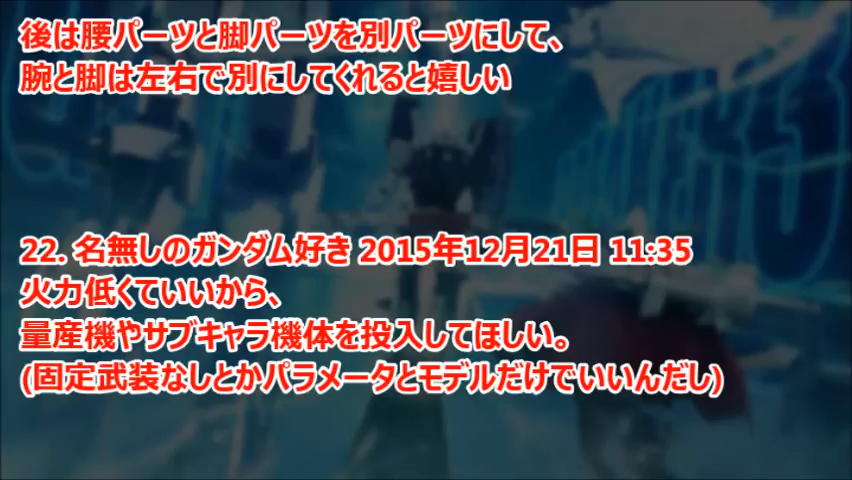 後は腰パーツと脚パーツを別パーツにして、
腕と脚は左右で別にしてくれると嬉しい
22. 名無しのガンダム好き 2015年12月21日 11:35
火力低くていいから、
量産機やサブキャラ機体を投入してほしい。
(固定武装なしとかパラメータとモデルだけでいいんだし)